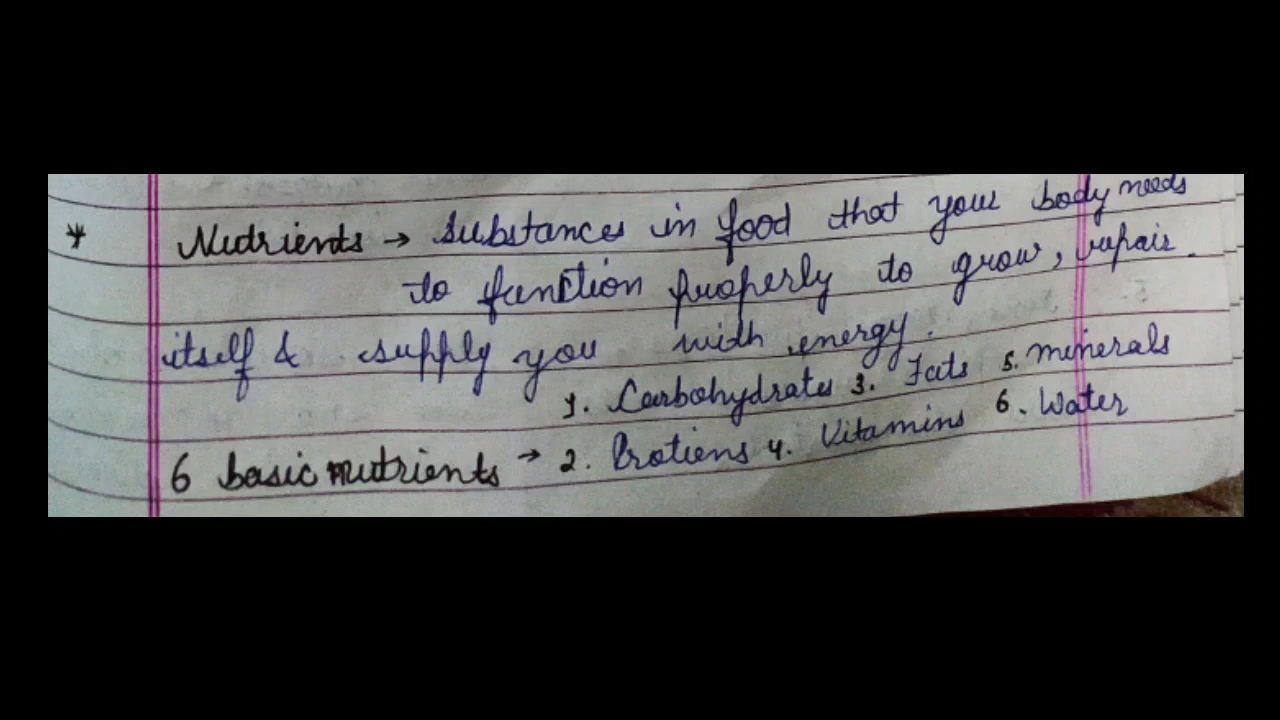 * Nutrients → Substances in food that your body needs
to function properly to grow, repair
itself & supply you with energy.
1. Carbohydrates 3. Fats 5. minerals
6 basic nutrients → 2. Protiens 4. Vitamins 6. Water